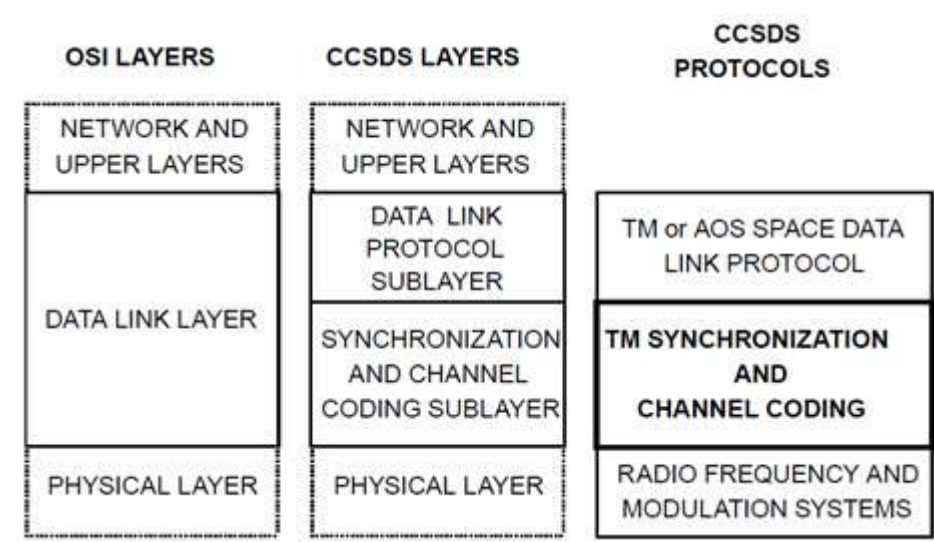 OSI LAYERS
CCSDS LAYERS
CCSDS
PROTOCOLS
NETWORK AND
UPPER LAYERS
DATA LINK LAYER
PHYSICAL LAYER
NETWORK AND
UPPER LAYERS
DATA LINK
PROTOCOL
SUBLAYER
SYNCHRONIZATION
AND CHANNEL
CODING SUBLAYER
PHYSICAL LAYER
TM or AOS SPACE DATA
LINK PROTOCOL
TM SYNCHRONIZATION
AND
CHANNEL CODING
RADIO FREQUENCY AND
MODULATION SYSTEMS